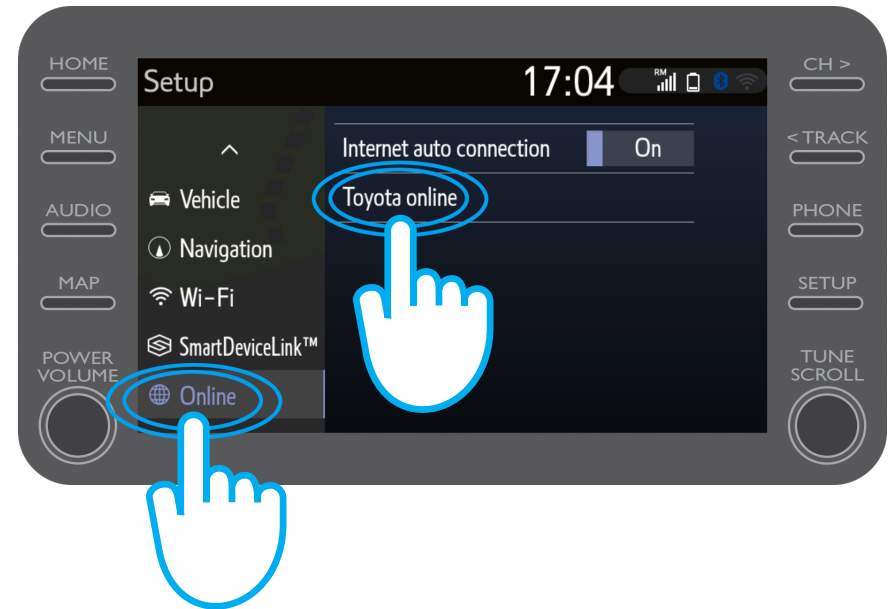 HOME
MENU
AUDIO
MAP
POWER
VOLUME
Setup
17:04
RM
Vehicle
Navigation
Wi-Fi
SmartDeviceLink™
Online
Internet auto connection On
Toyota online
CH >
< TRACK
PHONE
SETUP
TUNE
SCROLL